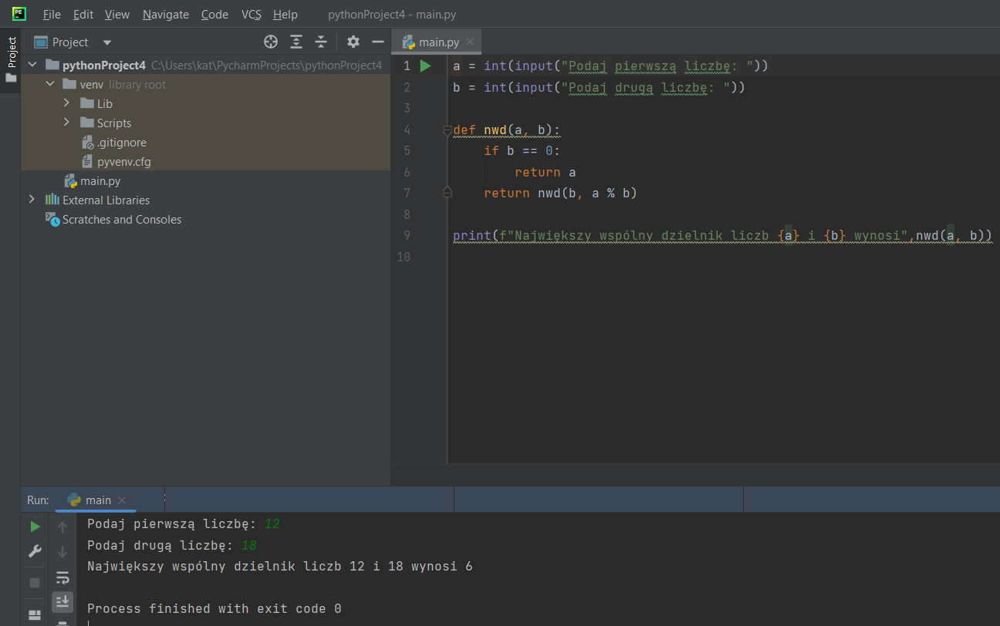 File Edit View Navigate Code VCS Help pythonProject4 - main.py
Project
Project
main.py
pythonProject4 C:\Users\kat\PycharmProjects\pythonProject4
venv library root
Lib
Scripts
.gitignore
pyvenv.cfg
main.py
External Libraries
Scratches and Consoles
1 a = int(input("Podaj pierwszą liczbę: "))
2 b = int(input("Podaj drugą liczbę: "))
3
4 def nwd(a, b):
5 if b == 0:
6 return a
7 return nwd(b, a % b)
8
9 print(f"Największy wspólny dzielnik liczb {a} i {b} wynosi",nwd(a, b))
10
Run: main
Podaj pierwszą liczbę: 12
Podaj drugą liczbę: 18
Największy wspólny dzielnik liczb 12 i 18 wynosi 6
Process finished with exit code 0